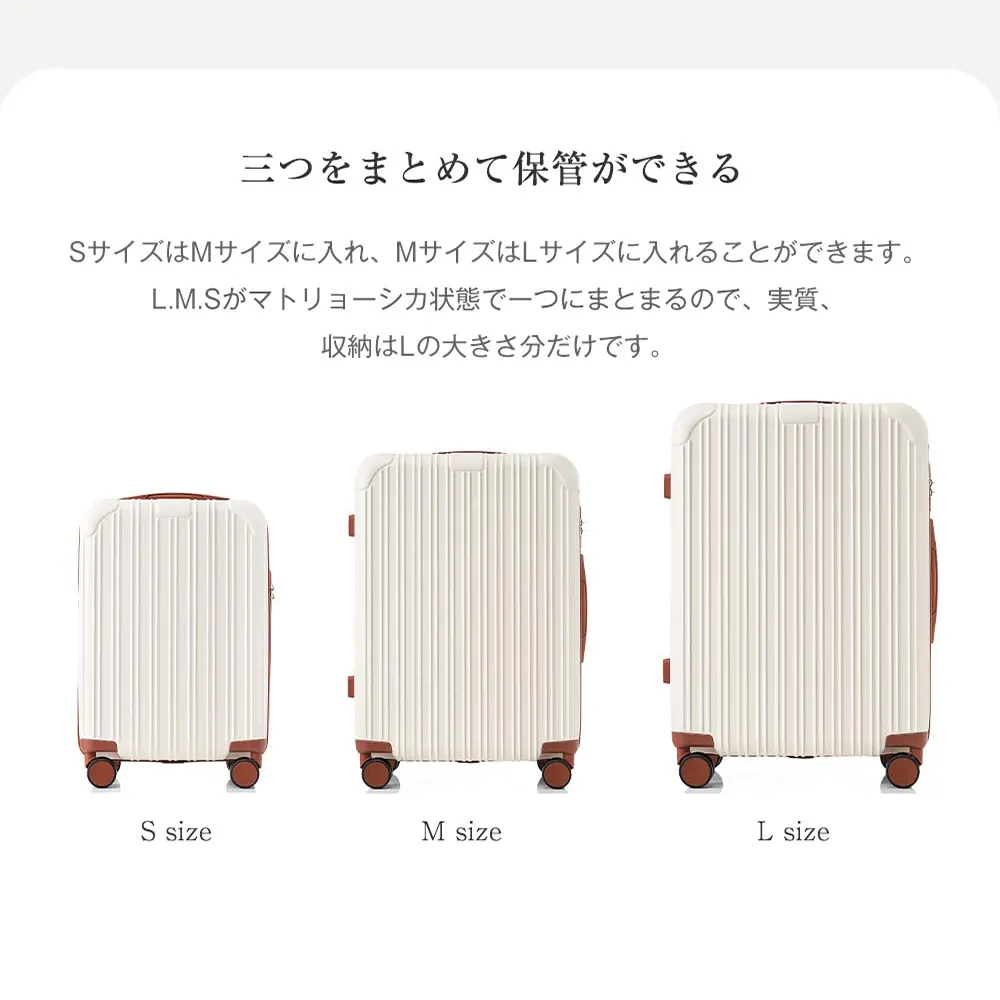 三つをまとめて保管ができる
SサイズはMサイズに入れ、MサイズはLサイズに入れることができます。
L.M.Sがマトリョーシカ状態で一つにまとまるので、実質、
収納はLの大きさ分だけです。
S size
M size
L size